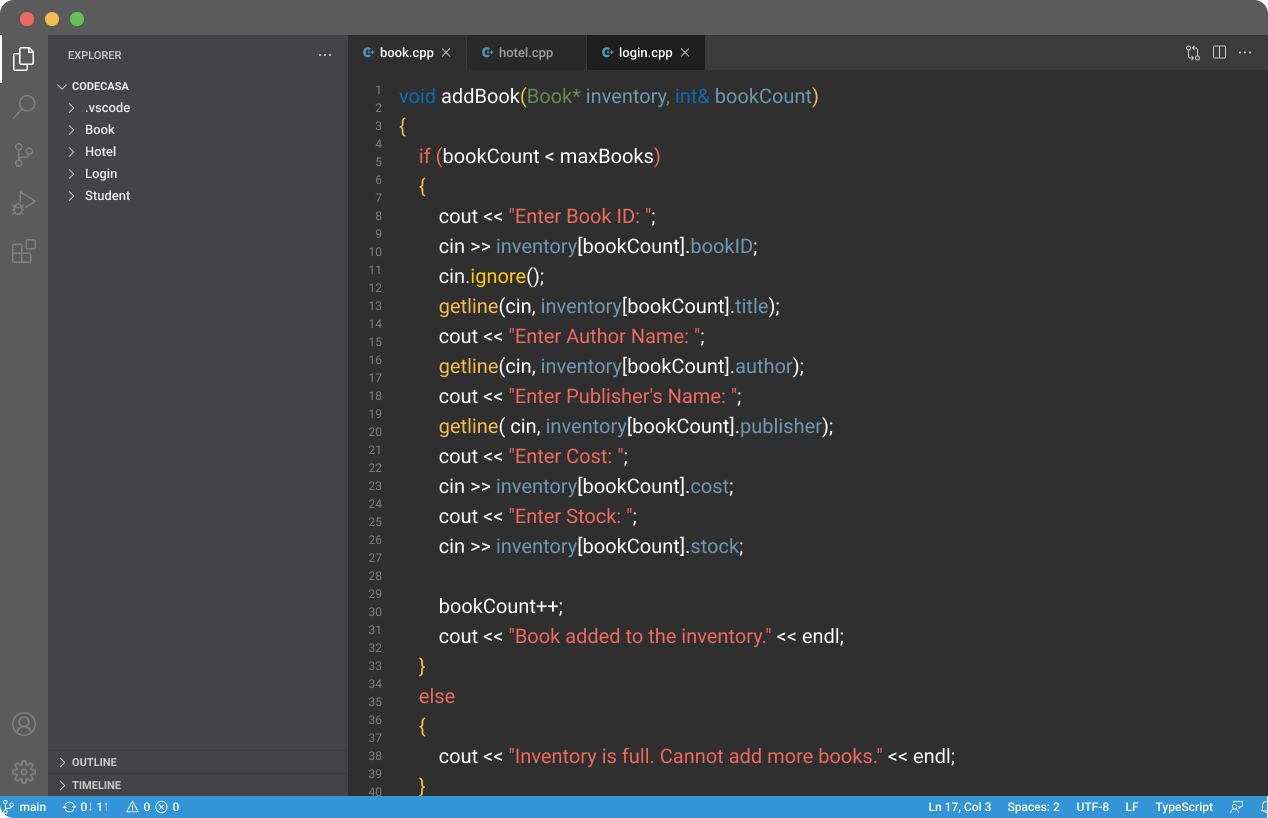 EXPLORER ...
CODECASA
.vscode
Book
Hotel
Login
Student
OUTLINE
TIMELINE
book.cpp
hotel.cpp
login.cpp
1
2
3
4
5
6
7
8
9
10
11
12
13
14
15
16
17
18
19
20
21
22
23
24
25
26
27
28
29
30
31
32
33
34
35
36
37
38
39
40
void addBook(Book* inventory, int& bookCount)
{
if (bookCount < maxBooks)
{
cout << "Enter Book ID: ";
cin >> inventory[bookCount].bookID;
cin.ignore();
getline(cin, inventory[bookCount].title);
cout << "Enter Author Name: ";
getline(cin, inventory[bookCount].author);
cout << "Enter Publisher's Name: ";
getline( cin, inventory[bookCount].publisher);
cout << "Enter Cost: ";
cin >> inventory[bookCount].cost;
cout << "Enter Stock: ";
cin >> inventory[bookCount].stock;
bookCount++;
cout << "Book added to the inventory." << endl;
}
else
{
cout << "Inventory is full. Cannot add more books." << endl;
}
main 0↓ 1↑ 0 0 Ln 17, Col 3 Spaces: 2 UTF-8 LF TypeScript